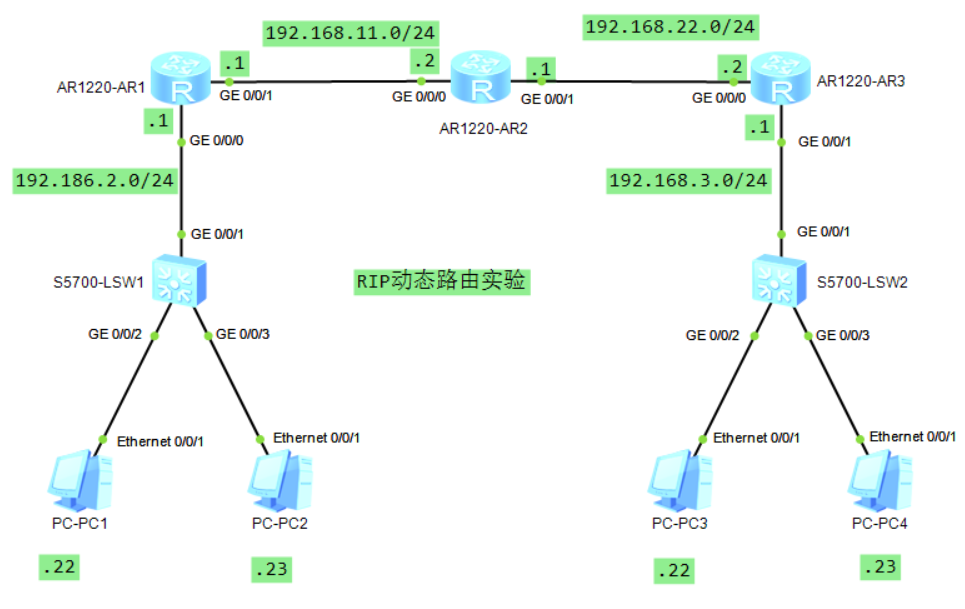 192.168.11.0/24
192.168.22.0/24
.1
.2
.1
.2
AR1220-AR1
GE 0/0/1
GE 0/0/0
GE 0/0/1
GE 0/0/0
AR1220-AR3
AR1220-AR2
.1
GE 0/0/0
.1
GE 0/0/1
192.186.2.0/24
192.168.3.0/24
GE 0/0/1
GE 0/0/1
S5700-LSW1
RIP动态路由实验
S5700-LSW2
GE 0/0/2
GE 0/0/3
GE 0/0/2
GE 0/0/3
Ethernet 0/0/1
Ethernet 0/0/1
Ethernet 0/0/1
Ethernet 0/0/1
PC-PC1
PC-PC2
PC-PC3
PC-PC4
.22
.23
.22
.23
R
R
R